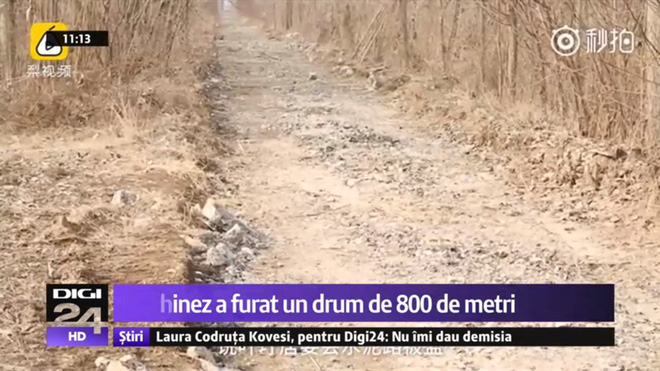 11:13
梨视频
秒拍
DIGI
24
HD
hinez a furat un drum de 800 de metri
Știri
Laura Codruța Kovesi, pentru Digi24: Nu îmi dau demisia